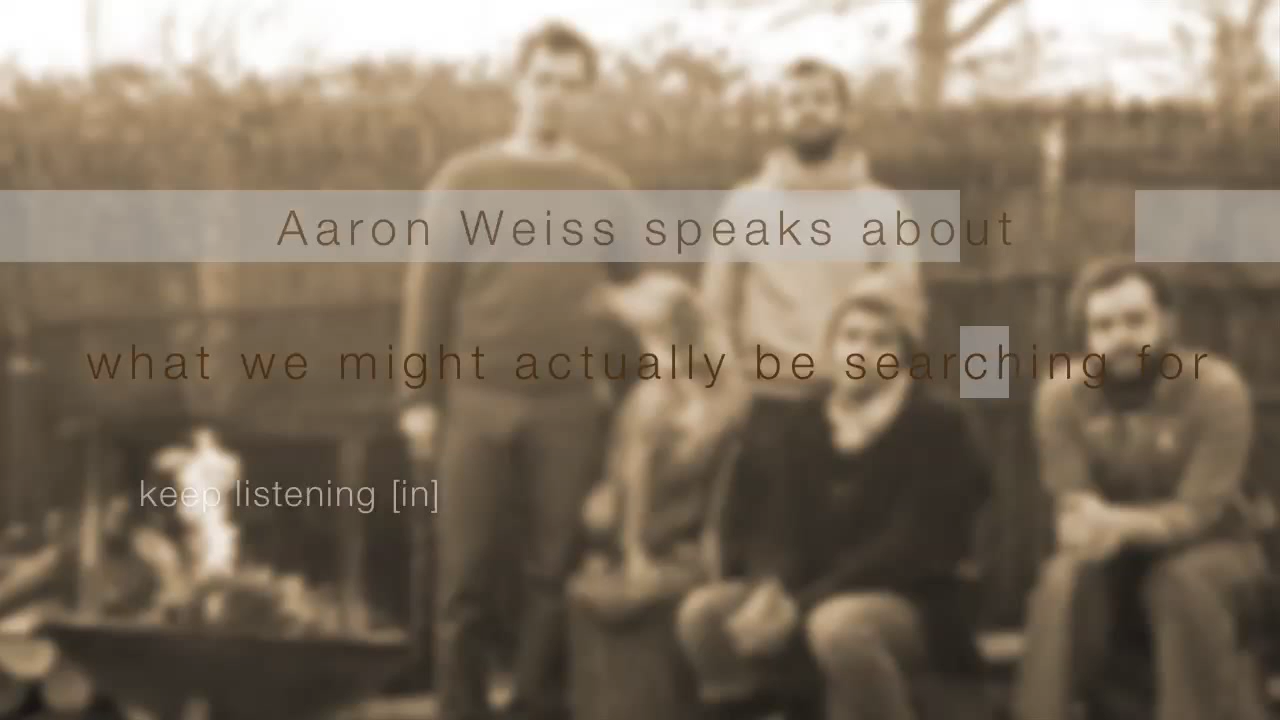 Aaron Weiss speaks about
what we might actually be searching for
keep listening [in]